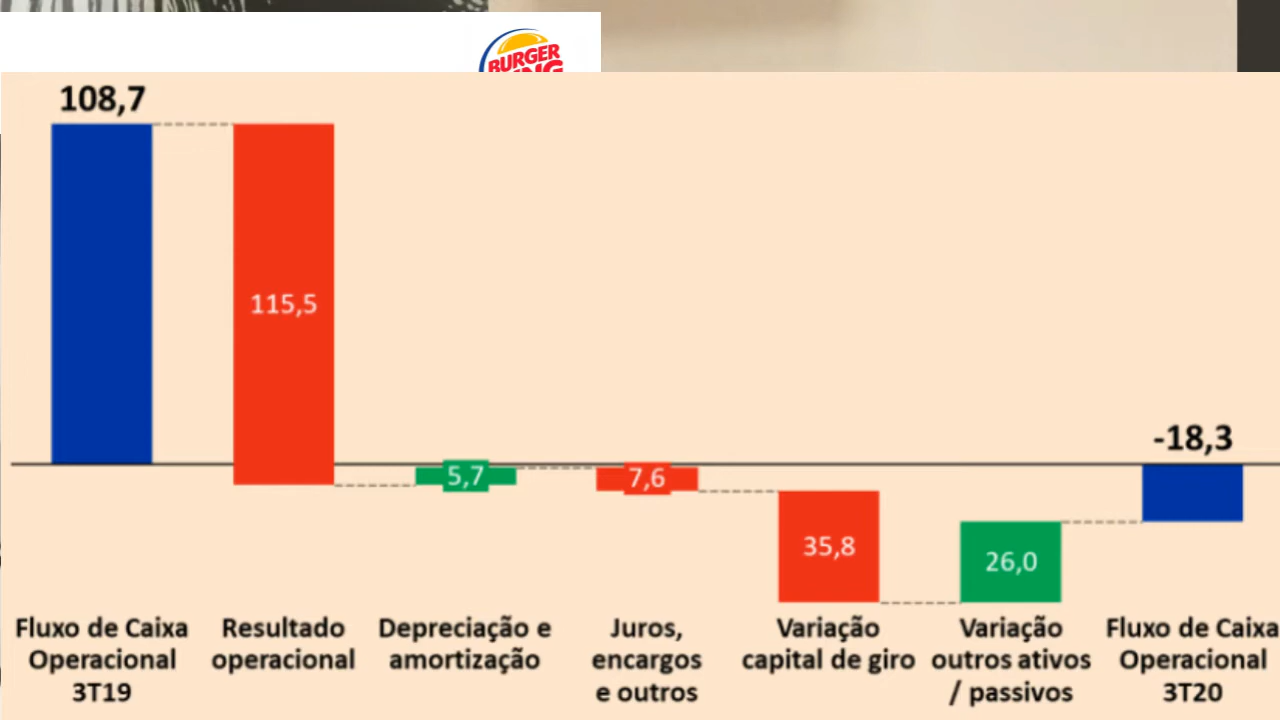 BURGER
108,7
115,5
5,7
7,6
35,8
26,0
-18,3
Fluxo de Caixa
Operacional
3T19
Resultado
operacional
Depreciação e
amortização
Juros,
encargos
e outros
Variação
capital de giro
Variação
outros ativos
/ passivos
Fluxo de Caixa
Operacional
3T20